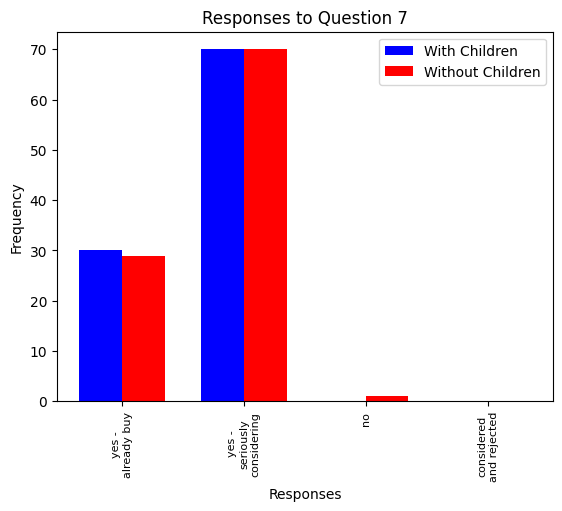 Responses to Question 7
With Children
Without Children
70
60
50
40
30
20
10
0
Frequency
yes -
already buy
yes -
seriously
considering
no
considered
and rejected
Responses